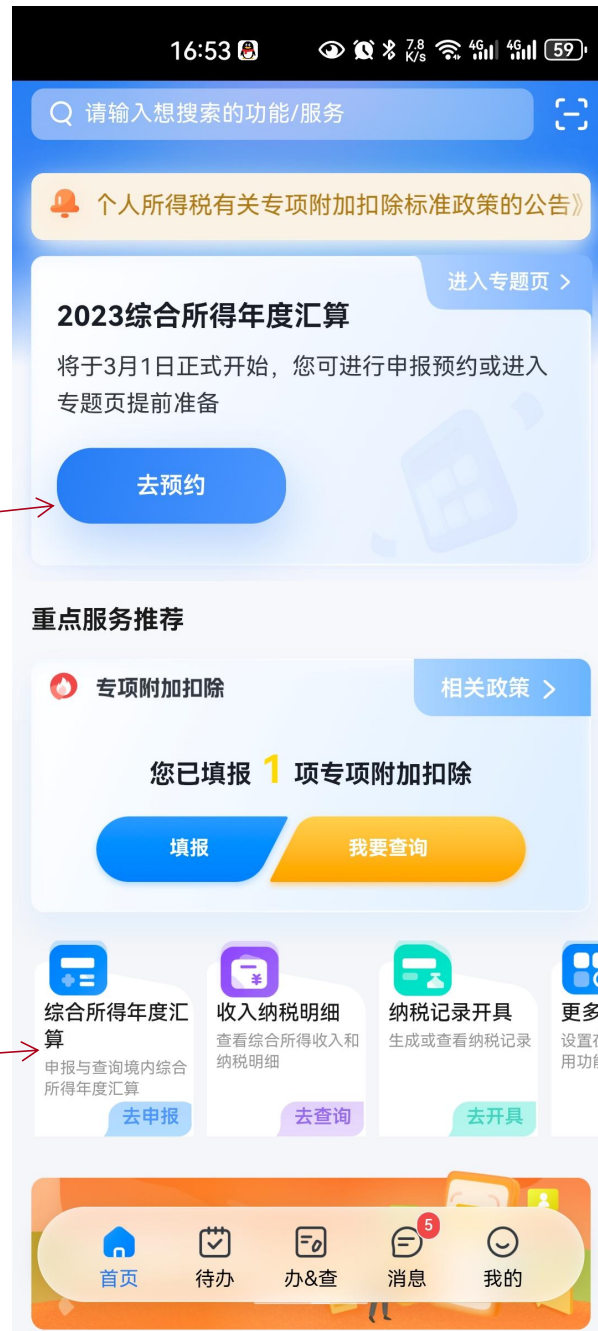 16:53
7.8 K/s 4G 4G 59
请输入想搜索的功能/服务
个人所得税有关专项附加扣除标准政策的公告》
进入专题页 >
2023综合所得年度汇算
将于3月1日正式开始，您可进行申报预约或进入
专题页提前准备
去预约
重点服务推荐
专项附加扣除
相关政策 >
您已填报 1 项专项附加扣除
填报
我要查询
综合所得年度汇
算
申报与查询境内综合
所得年度汇算
去申报
收入纳税明细
查看综合所得收入和
纳税明细
去查询
纳税记录开具
生成或查看纳税记录
去开具
更多
设置
用功能
首页
待办
办&查
5
消息
我的